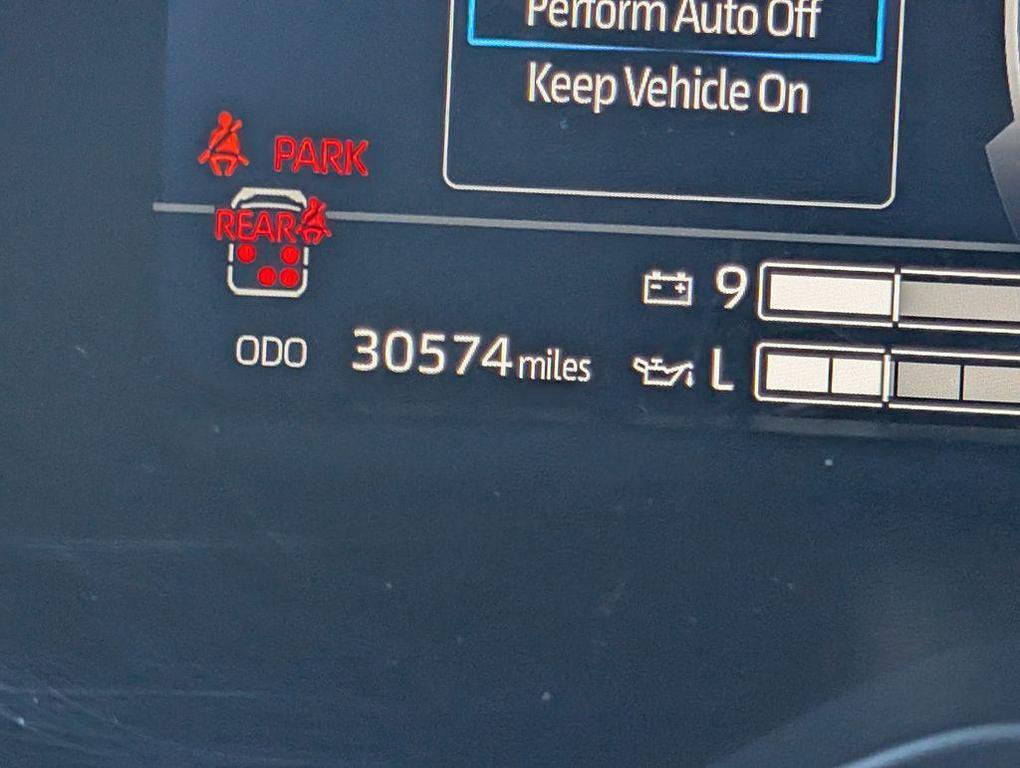 Perform Auto Off
Keep Vehicle On
PARK
REAR
9
ODO 30574 miles
L